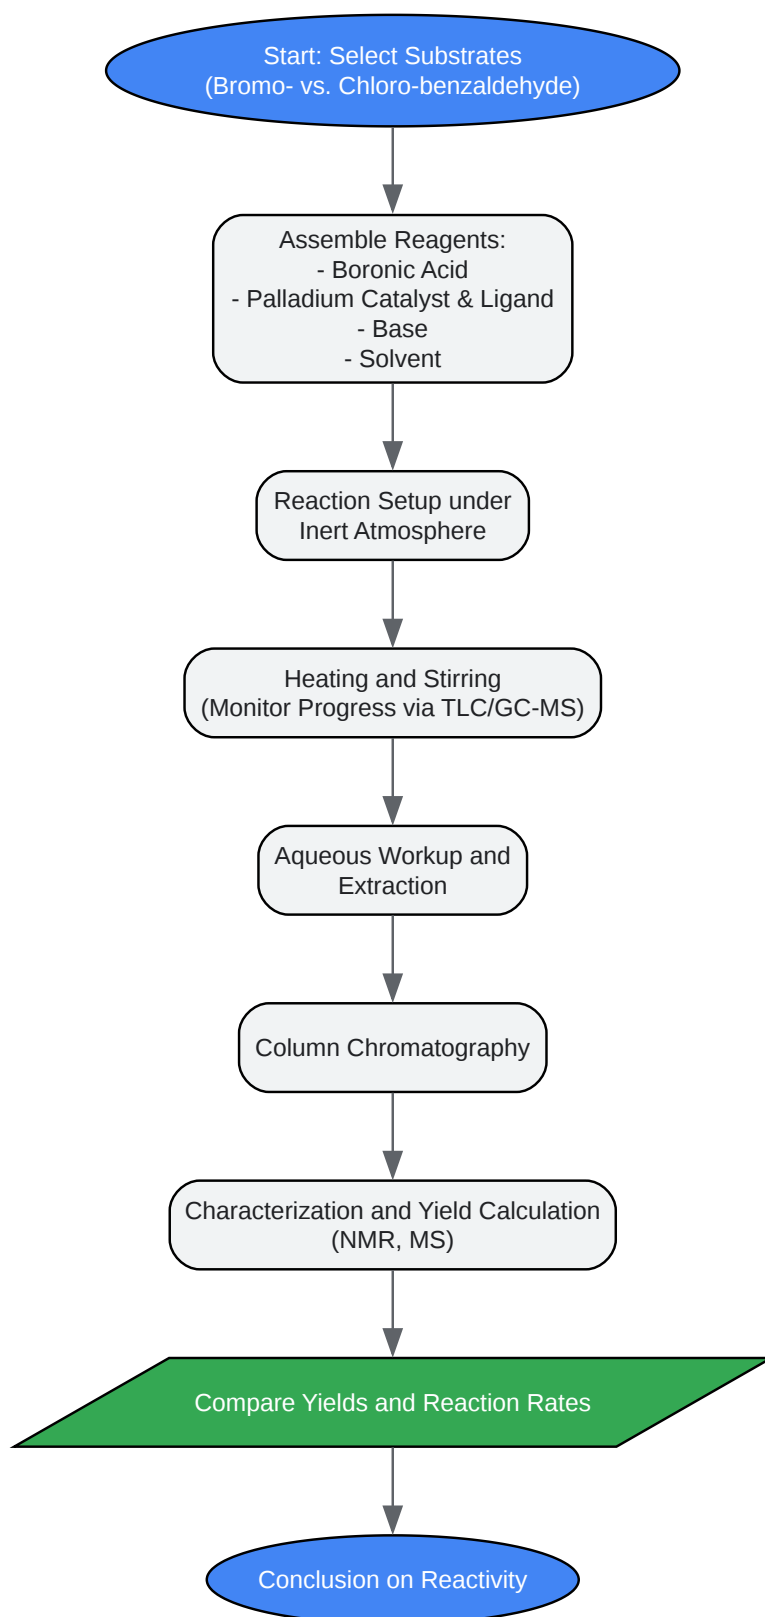 Start: Select Substrates
(Bromo- vs. Chloro-benzaldehyde)
Assemble Reagents:
- Boronic Acid
- Palladium Catalyst & Ligand
- Base
- Solvent
Reaction Setup under
Inert Atmosphere
Heating and Stirring
(Monitor Progress via TLC/GC-MS)
Aqueous Workup and
Extraction
Column Chromatography
Characterization and Yield Calculation
(NMR, MS)
Compare Yields and Reaction Rates
Conclusion on Reactivity